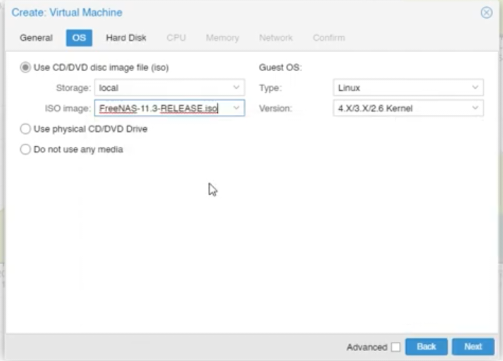 Create: Virtual Machine
General OS Hard Disk CPU Memory Network Confirm
Use CD/DVD disc image file (iso) Guest OS:
Storage: local Type: Linux
ISO image: FreeNAS-11.3-RELEASE.iso Version: 4.X/3.X/2.6 Kernel
Use physical CD/DVD Drive
Do not use any media
Advanced Back Next